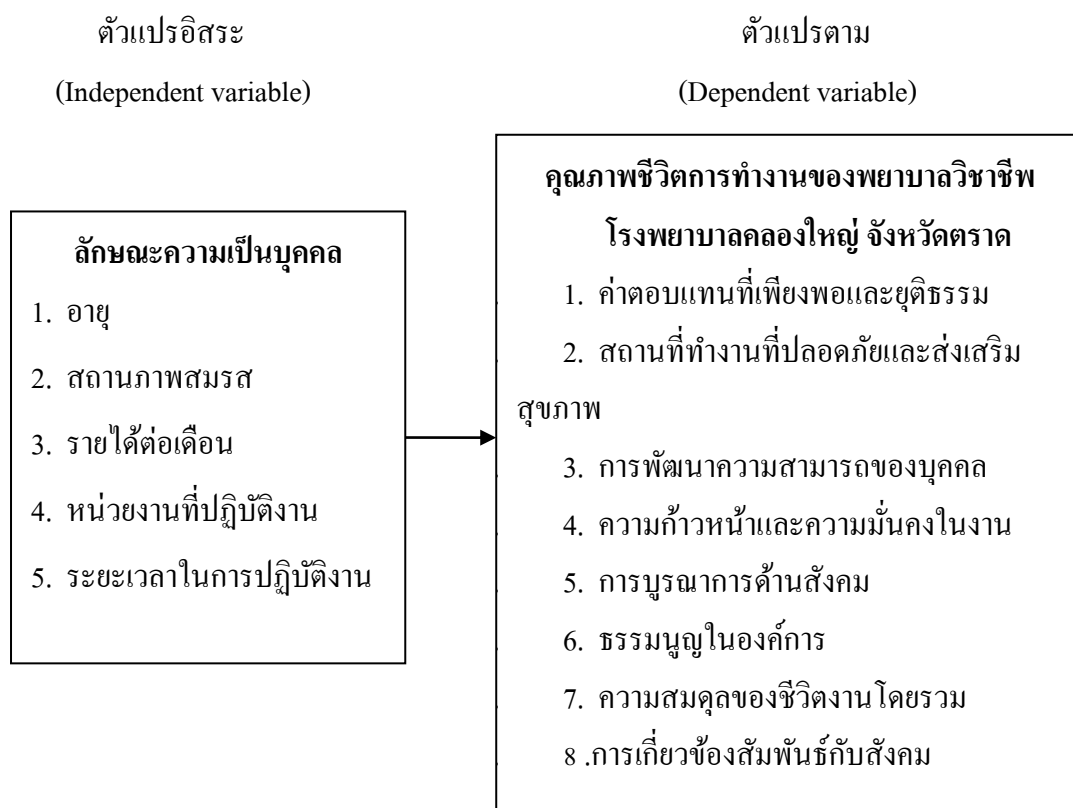 ตัวแปรอิสระ
(Independent variable)
ลักษณะความเป็นบุคคล
1. อายุ
2. สถานภาพสมรส
3. รายได้ต่อเดือน
4. หน่วยงานที่ปฏิบัติงาน
5. ระยะเวลาในการปฏิบัติงาน
ตัวแปรตาม
(Dependent variable)
คุณภาพชีวิตการทำงานของพยาบาลวิชาชีพ
โรงพยาบาลคลองใหญ่ จังหวัดตราด
1. ค่าตอบแทนที่เพียงพอและยุติธรรม
2. สถานที่ทำงานที่ปลอดภัยและส่งเสริม
สุขภาพ
3. การพัฒนาความสามารถของบุคคล
4. ความก้าวหน้าและความมั่นคงในงาน
5. การบูรณาการด้านสังคม
6. ธรรมนูญในองค์การ
7. ความสมดุลของชีวิตงานโดยรวม
8 .การเกี่ยวข้องสัมพันธ์กับสังคม